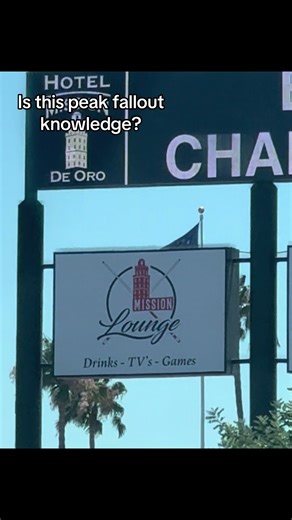 HOTEL
Is this peak fallout
knowledge?
DE ORO
CHA
MISSION
Lounge
Drinks - TV's - Games